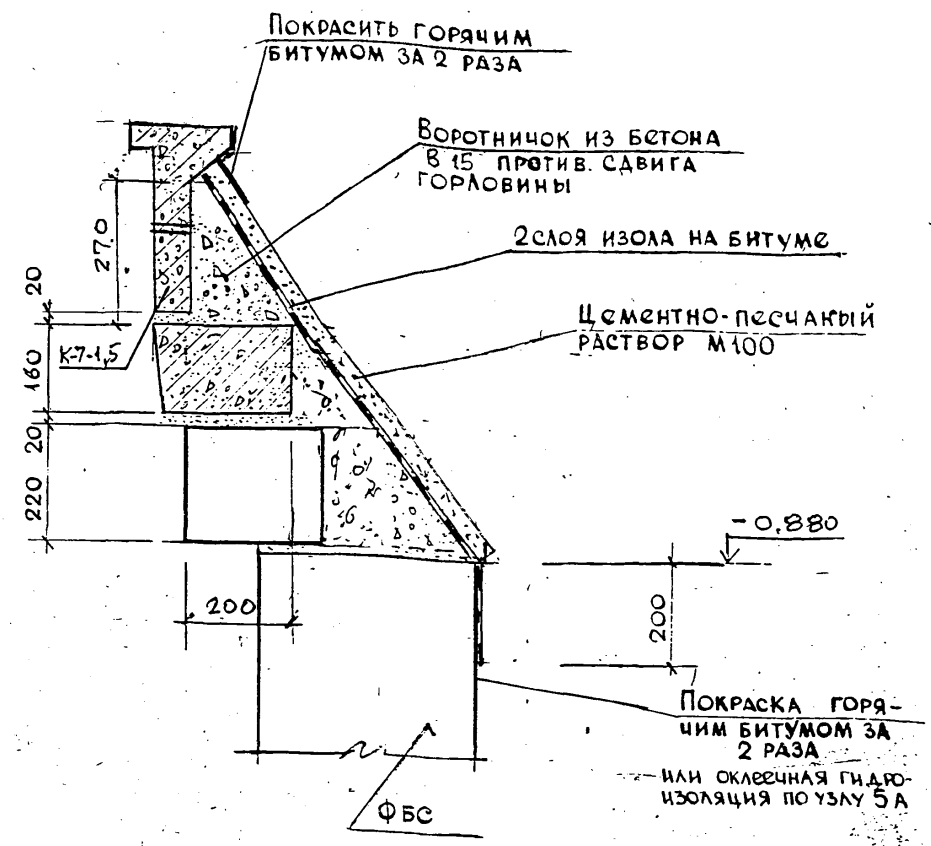 Покрасить горячим
битумом за 2 раза
Воротничок из бетона
В 15 против. сдвига
горловины
2 слоя изола на битуме
Цементно-песчаный
раствор М100
270
20
К-7-1,5
160
20
220
-0.880
200
200
Покраска горя-
чим битумом за
2 раза
или оклеечная гидро-
изоляция по узлу 5А
ФБС